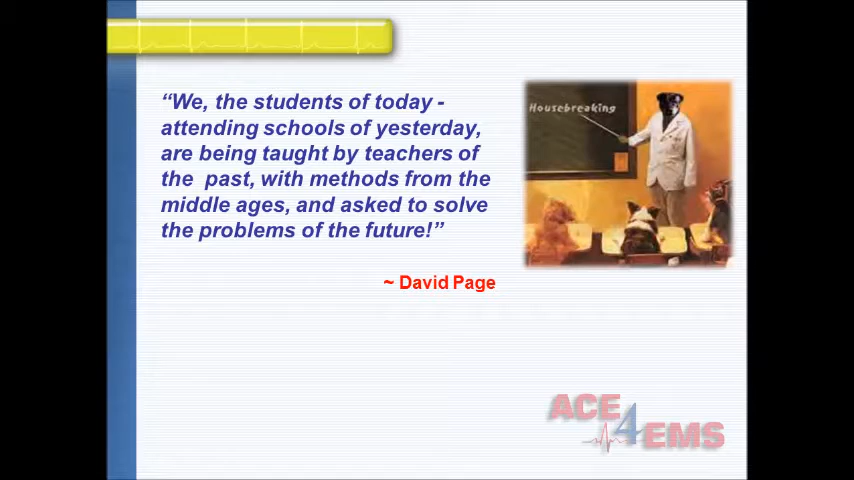 “We, the students of today -
attending schools of yesterday,
are being taught by teachers of
the past, with methods from the
middle ages, and asked to solve
the problems of the future!”
~ David Page
Housebreaking
ACE
4
EMS